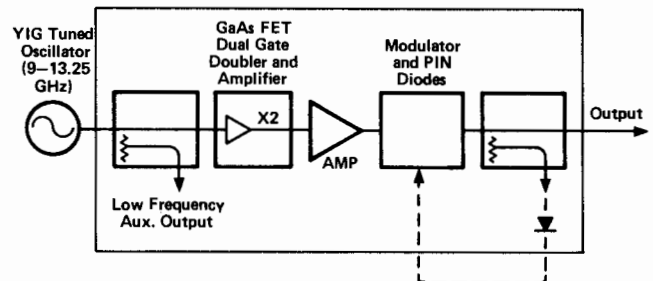 YIG Tuned
Oscillator
(9–13.25
GHz)
GaAs FET
Dual Gate
Doubler and
Amplifier
Modulator
and PIN
Diodes
X2
AMP
Output
Low Frequency
Aux. Output